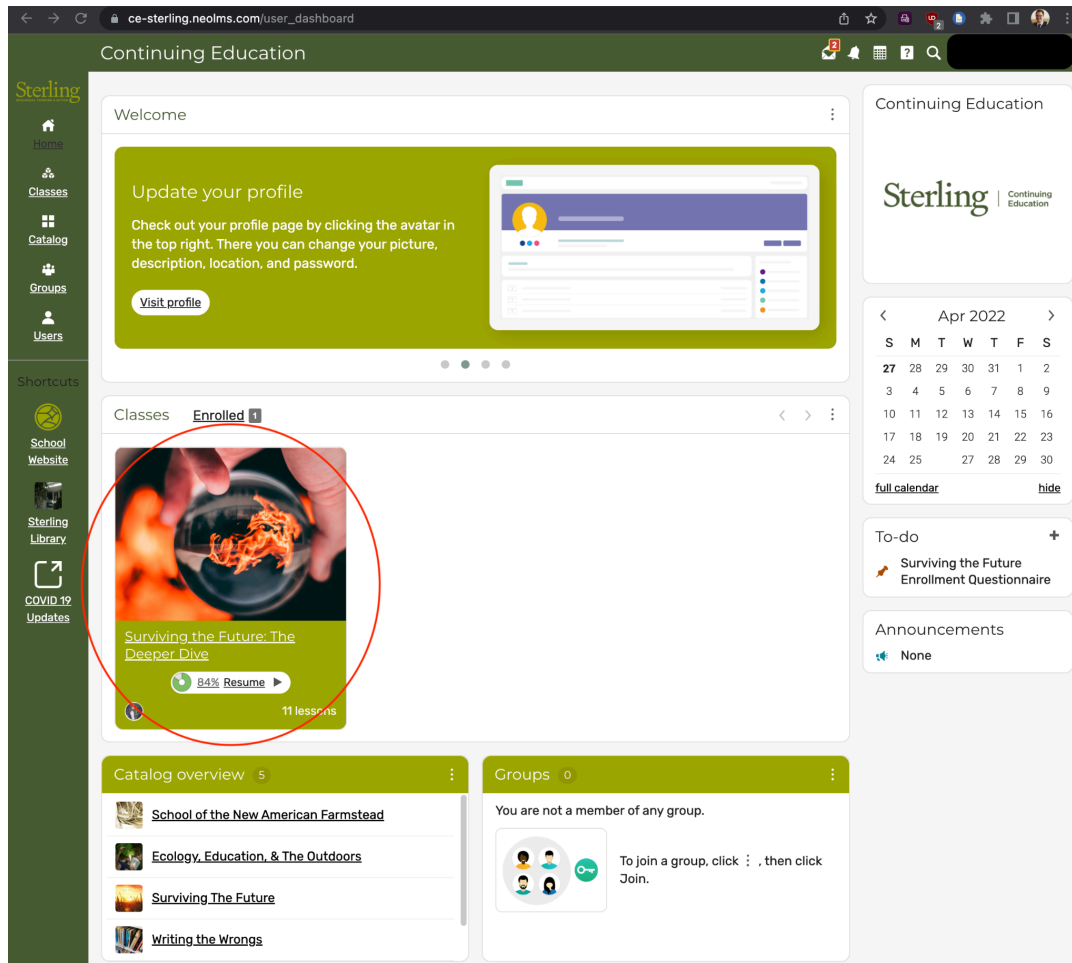 ce-sterling.neolms.com/user_dashboard
2
Continuing Education
2
?
Sterling
Home
Classes
Catalog
Groups
Users
Shortcuts
School
Website
Sterling
Library
COVID 19
Updates
Welcome
Update your profile
Check out your profile page by clicking the avatar in
the top right. There you can change your picture,
description, location, and password.
Visit profile
Classes Enrolled 1
Surviving the Future: The
Deeper Dive
84% Resume
11 lessons
Catalog overview 5
School of the New American Farmstead
Ecology, Education, & The Outdoors
Surviving The Future
Writing the Wrongs
Groups 0
You are not a member of any group.
To join a group, click ⋮ , then click
Join.
Continuing Education
Sterling | Continuing
Education
Apr 2022
S M T W T F S
27 28 29 30 31 1 2
3 4 5 6 7 8 9
10 11 12 13 14 15 16
17 18 19 20 21 22 23
24 25 27 28 29 30
full calendar hide
To-do +
Surviving the Future
Enrollment Questionnaire
Announcements
None